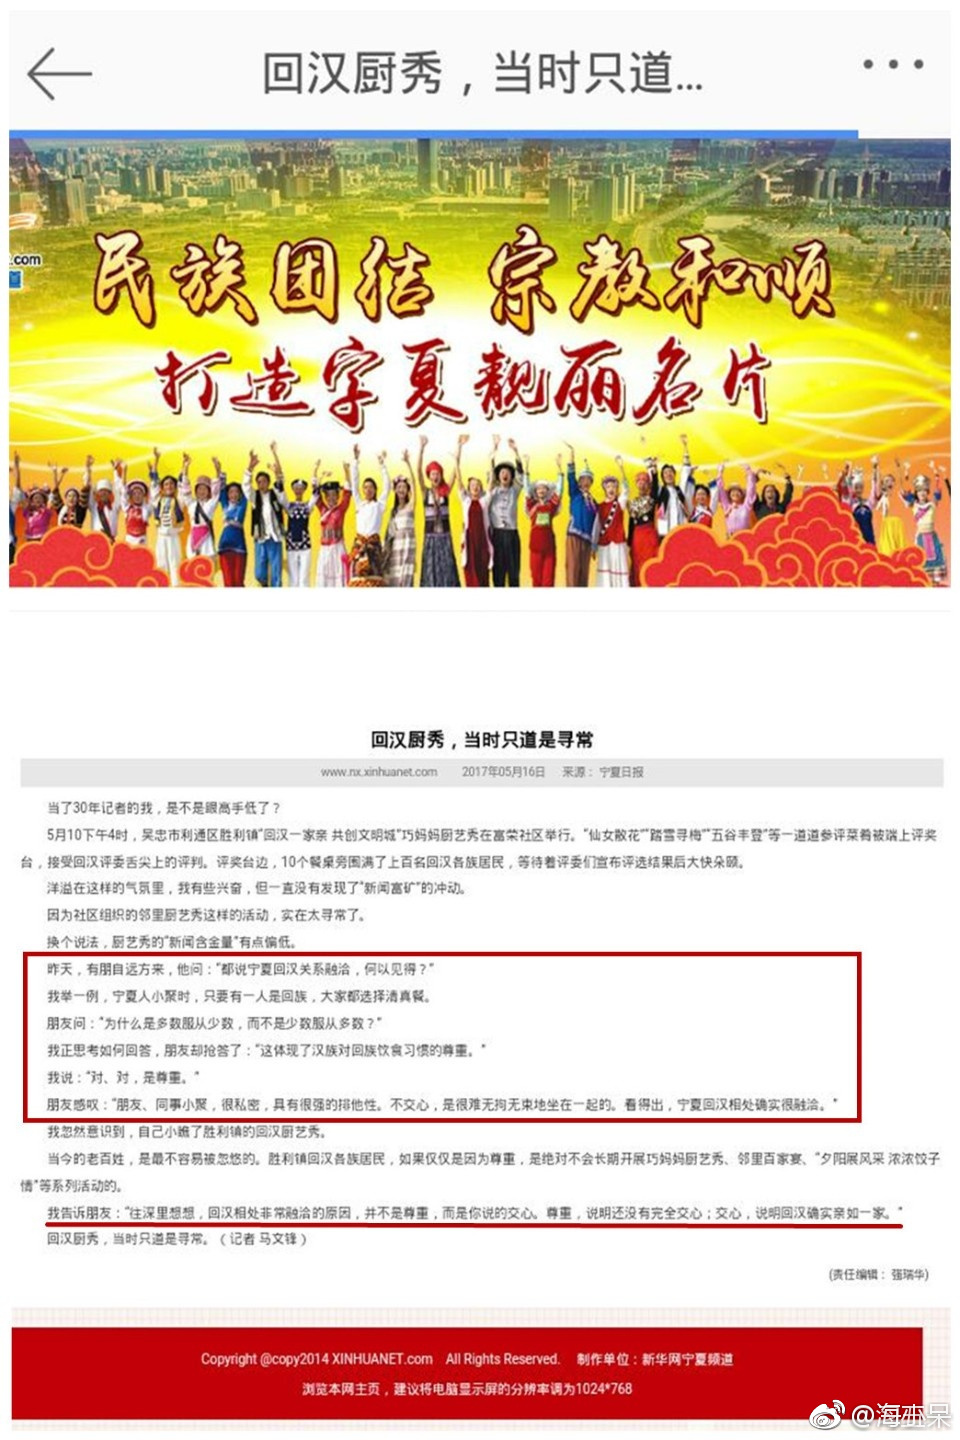 回汉厨秀，当时只道...
.com
民族团结 宗教和顺
打造宁夏靓丽名片
回汉厨秀，当时只道是寻常
www.nx.xinhuanet.com 2017年05月16日 来源： 宁夏日报
当了30年记者的我，是不是眼高手低了？
5月10下午4时，吴忠市利通区胜利镇“回汉一家亲 共创文明城”巧妈妈厨艺秀在富荣社区举行。“仙女散花”“踏雪寻梅”“五谷丰登”等一道道参评菜肴被端上评奖
台，接受回汉评委舌尖上的评判。评奖台边，10个餐桌旁围满了上百名回汉各族居民，等待着评委们宣布评选结果后大快朵颐。
洋溢在这样的气氛里，我有些兴奋，但一直没有发现了“新闻富矿”的冲动。
因为社区组织的邻里厨艺秀这样的活动，实在太寻常了。
换个说法，厨艺秀的“新闻含金量”有点偏低。
昨天，有朋自远方来，他问：“都说宁夏回汉关系融洽，何以见得？”
我举一例，宁夏人小聚时，只要有一人是回族，大家都选择清真餐。
朋友问：“为什么是多数服从少数，而不是少数服从多数？”
我正思考如何回答，朋友却抢答了：“这体现了汉族对回族饮食习惯的尊重。”
我说：“对、对，是尊重。”
朋友感叹：“朋友、同事小聚，很私密，具有很强的排他性。不交心，是很难无拘无束地坐在一起的。看得出，宁夏回汉相处确实很融洽。”
我忽然意识到，自己小瞧了胜利镇的回汉厨艺秀。
当今的老百姓，是最不容易被忽悠的。胜利镇回汉各族居民，如果仅仅是因为尊重，是绝对不会长期开展巧妈妈厨艺秀、邻里百家宴、“夕阳展风采 浓浓饺子
情”等系列活动的。
我告诉朋友：“往深里想想，回汉相处非常融洽的原因，并不是尊重，而是你说的交心。尊重，说明还没有完全交心；交心，说明回汉确实亲如一家。”
回汉厨秀，当时只道是寻常。（记者 马文锋）
(责任编辑： 强瑞华)
Copyright @copy2014 XINHUANET.com All Rights Reserved. 制作单位：新华网宁夏频道
浏览本网主页，建议将电脑显示屏的分辨率调为1024*768
@海亚呆